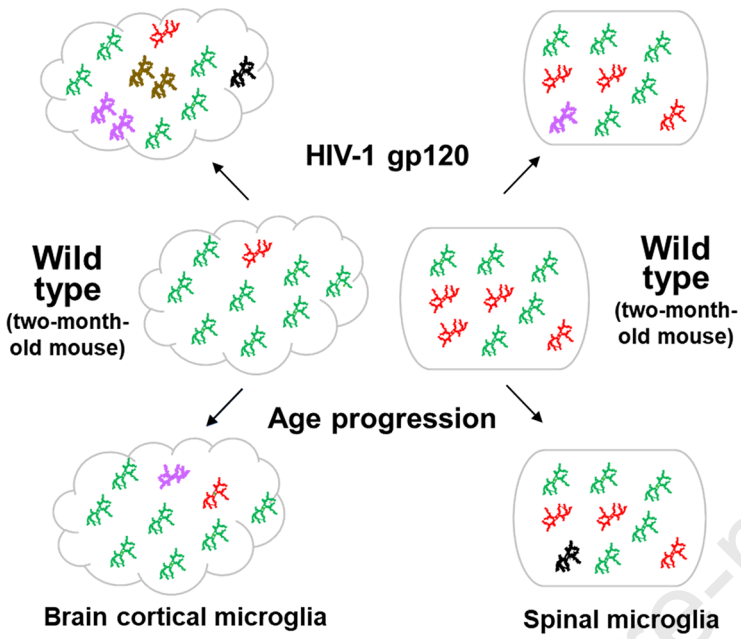 HIV-1 gp120
Wild
type
(two-month-
old mouse)
Wild
type
(two-month-
old mouse)
Age progression
Brain cortical microglia
Spinal microglia